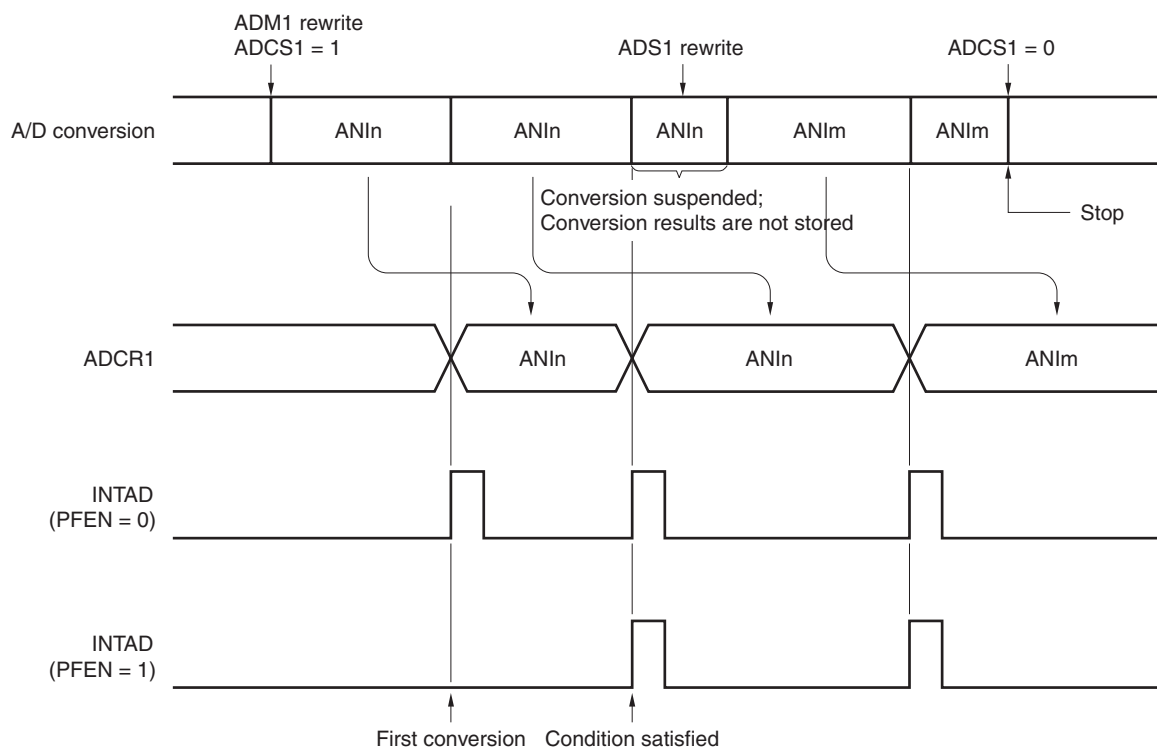 ADM1 rewrite
ADCS1 = 1
ADS1 rewrite
ADCS1 = 0
A/D conversion
ANIn
ANIn
ANIn
ANIm
ANIm
Conversion suspended;
Conversion results are not stored
Stop
ADCR1
ANIn
ANIn
ANIm
INTAD
(PFEN = 0)
INTAD
(PFEN = 1)
First conversion
Condition satisfied